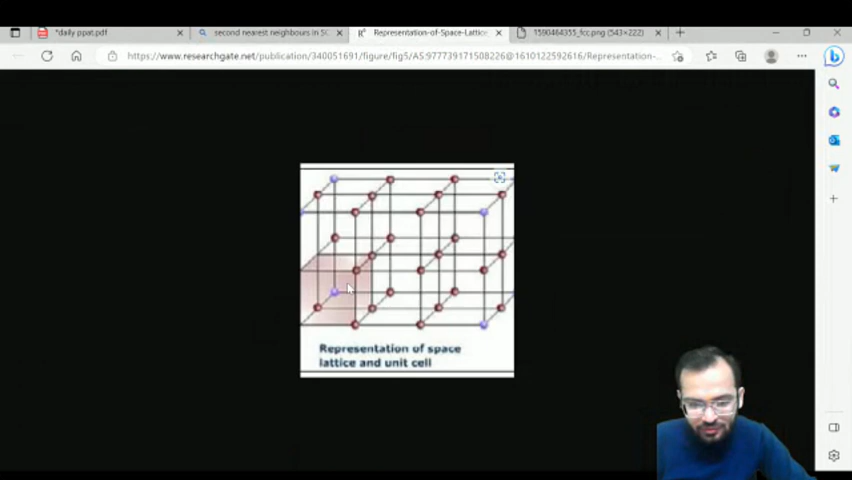 *daily ppat.pdf
second nearest neighbours in SC
Representation-of-Space-Lattice
1590464355_fcc.png (543×222)
https://www.researchgate.net/publication/340051691/figure/fig5/AS:977739171508226@1610122592616/Representation-...
Representation of space
lattice and unit cell